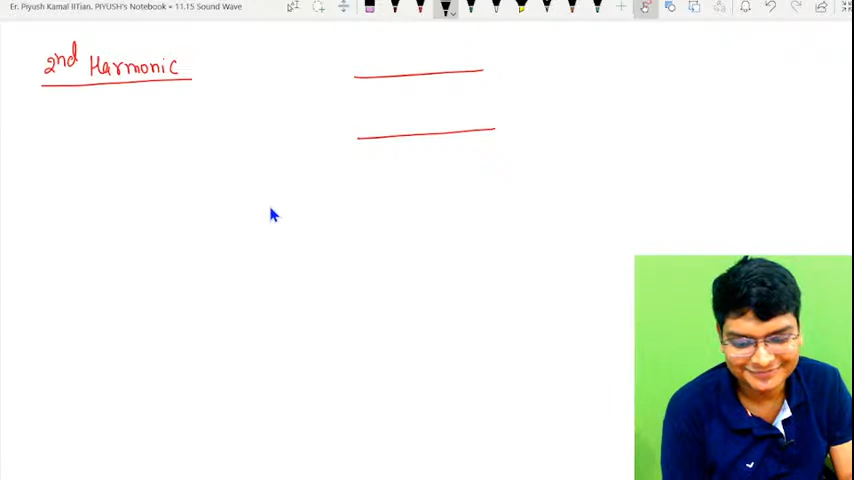 Er. Piyush Kamal IITian. PIYUSH's Notebook » 11.15 Sound Wave
2nd Harmonic